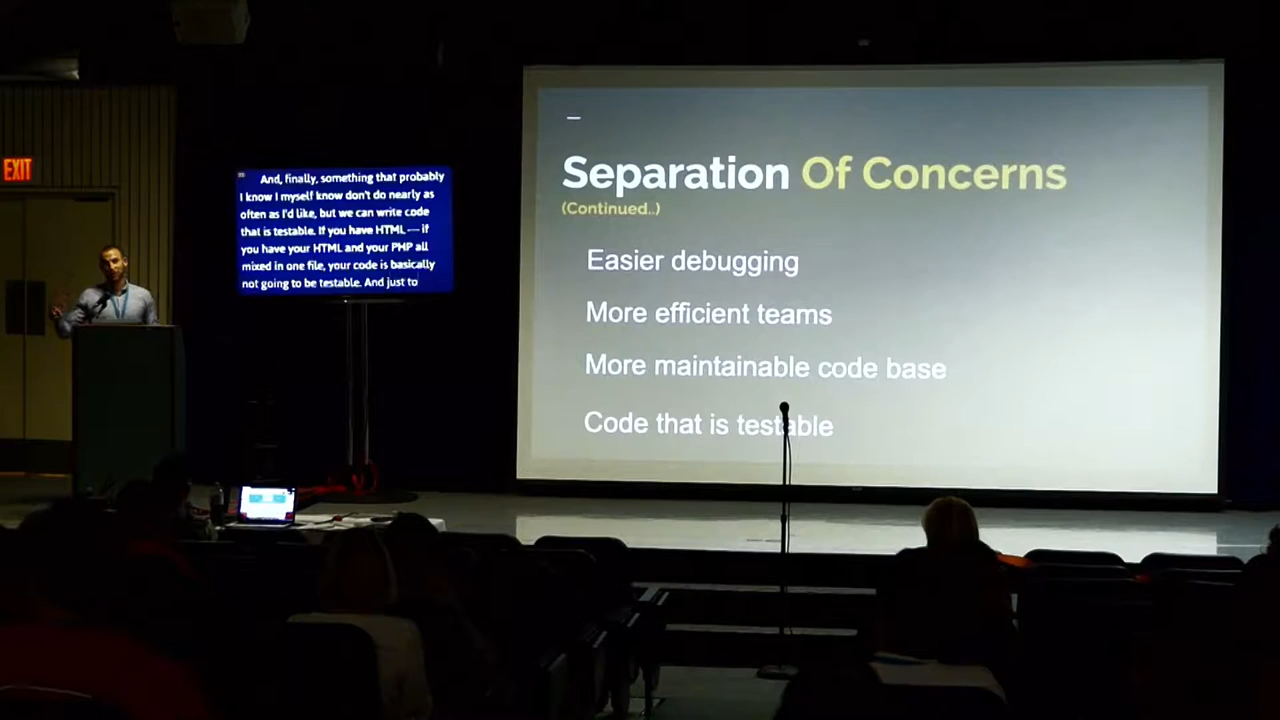 EXIT
And, finally, something that probably
I know I myself know don't do nearly as
often as I'd like, but we can write code
that is testable. If you have HTML — if
you have your HTML and your PHP all
mixed in one file, your code is basically
not going to be testable. And just to
Separation Of Concerns
(Continued..)
Easier debugging
More efficient teams
More maintainable code base
Code that is testable